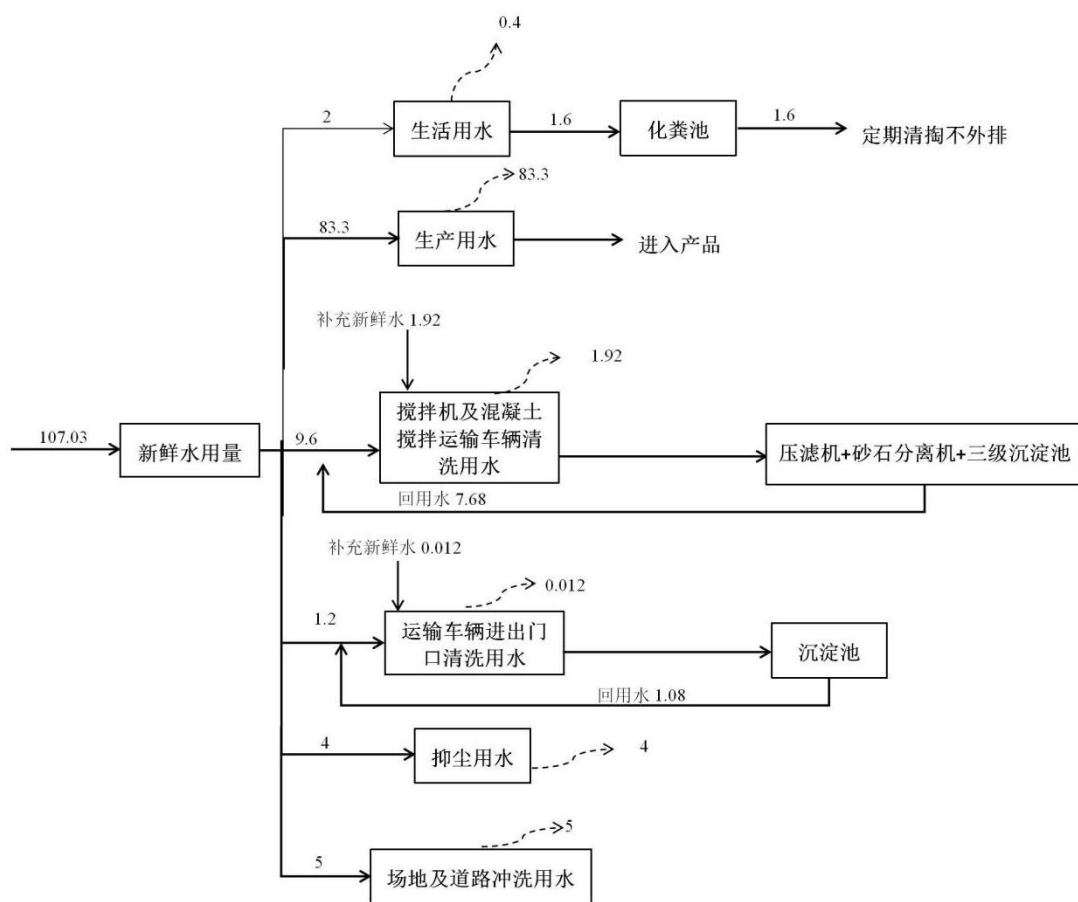 0.4
2
生活用水
1.6
化粪池
1.6
定期清掏不外排
83.3
83.3
生产用水
进入产品
补充新鲜水 1.92
1.92
107.03
新鲜水用量
9.6
搅拌机及混凝土
搅拌运输车辆清
洗用水
压滤机+砂石分离机+三级沉淀池
回用水 7.68
补充新鲜水 0.012
0.012
1.2
运输车辆进出门
口清洗用水
沉淀池
回用水 1.08
4
抑尘用水
4
5
5
场地及道路冲洗用水